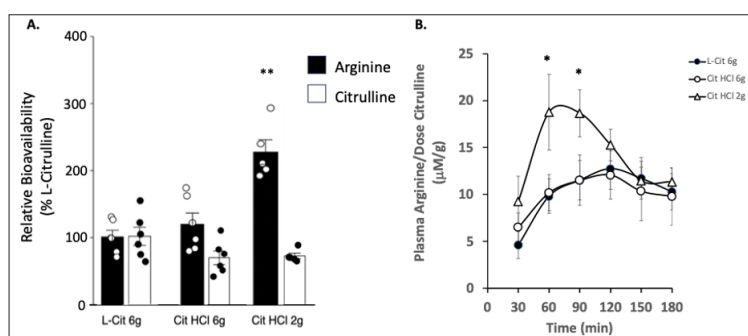 A.
400
300
200
100
0
Relative Bioavailability
(% L-Citrulline)
**
Arginine
Citrulline
L-Cit 6g
Cit HCl 6g
Cit HCl 2g
B.
25
20
15
10
5
0
Plasma Arginine/Dose Citrulline
(μM/g)
*
*
L-Cit 6g
Cit HCl 6g
Cit HCl 2g
0 30 60 90 120 150 180
Time (min)